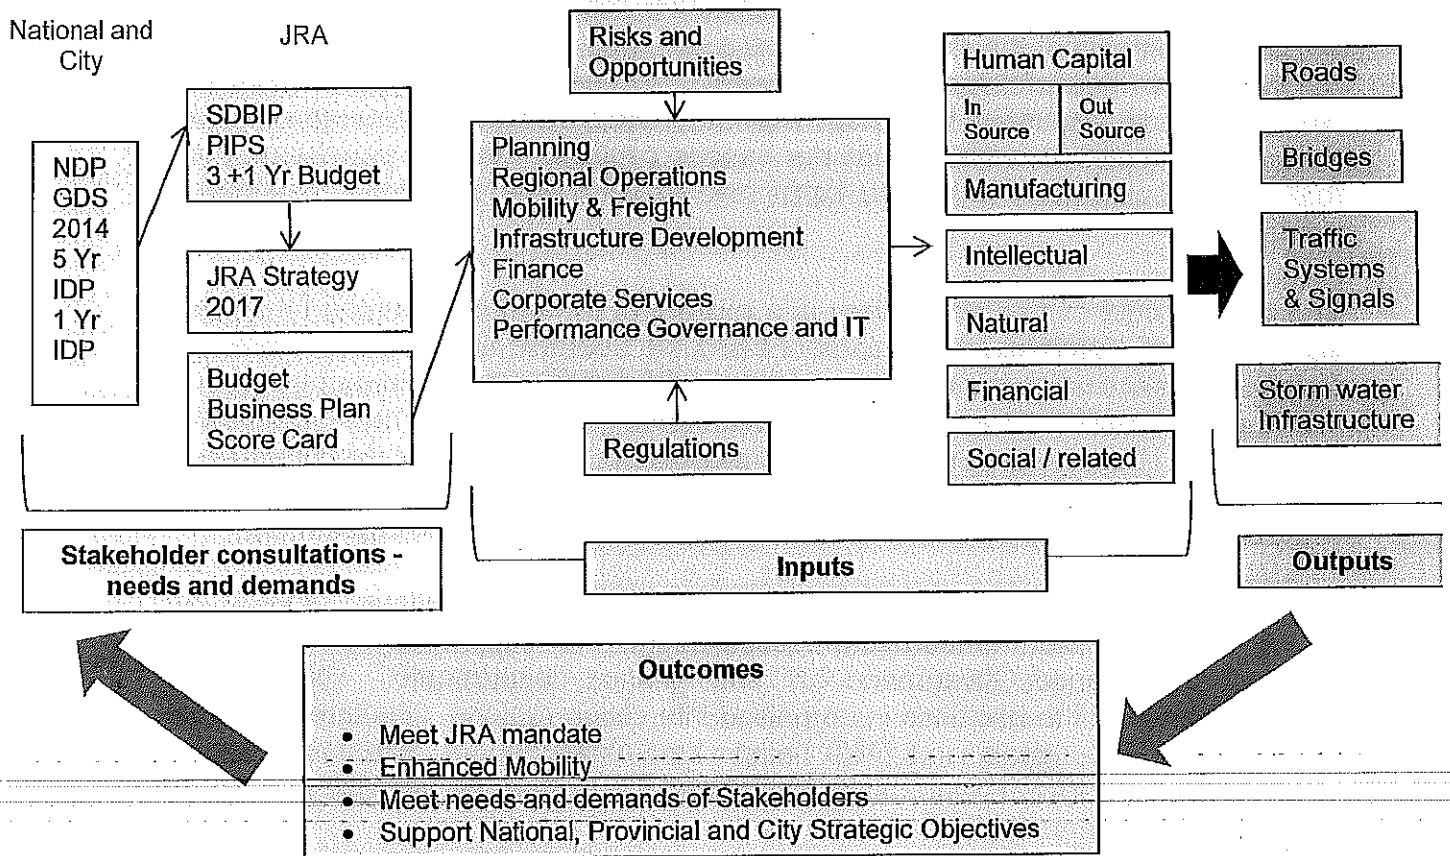 National and
City
JRA
NDP
GDS
2014
5 Yr
IDP
1 Yr
IDP
SDBIP
PIPS
3 +1 Yr Budget
JRA Strategy
2017
Budget
Business Plan
Score Card
Stakeholder consultations -
needs and demands
Risks and
Opportunities
Planning
Regional Operations
Mobility & Freight
Infrastructure Development
Finance
Corporate Services
Performance Governance and IT
Regulations
Human Capital
In
Source
Out
Source
Manufacturing
Intellectual
Natural
Financial
Social / related
Inputs
Roads
Bridges
Traffic
Systems
& Signals
Storm water
Infrastructure
Outputs
Outcomes
• Meet JRA mandate
• Enhanced Mobility
• Meet needs and demands of Stakeholders
• Support National, Provincial and City Strategic Objectives